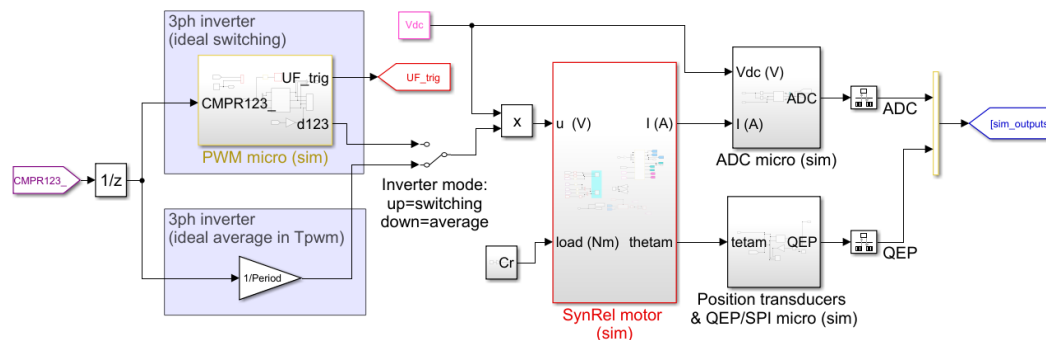 3ph inverter
(ideal switching)
UF_trig
CMPR123_
d123
PWM micro (sim)
UF_trig
Vdc
CMPR123_
1/z
x
Inverter mode:
up=switching
down=average
3ph inverter
(ideal average in Tpwm)
1/Period
Cr
u (V)
I (A)
load (Nm)
thetam
SynRel motor
(sim)
Vdc (V)
ADC
I (A)
ADC micro (sim)
ADC
tetam
QEP
Position transducers
& QEP/SPI micro (sim)
QEP
[sim_outputs